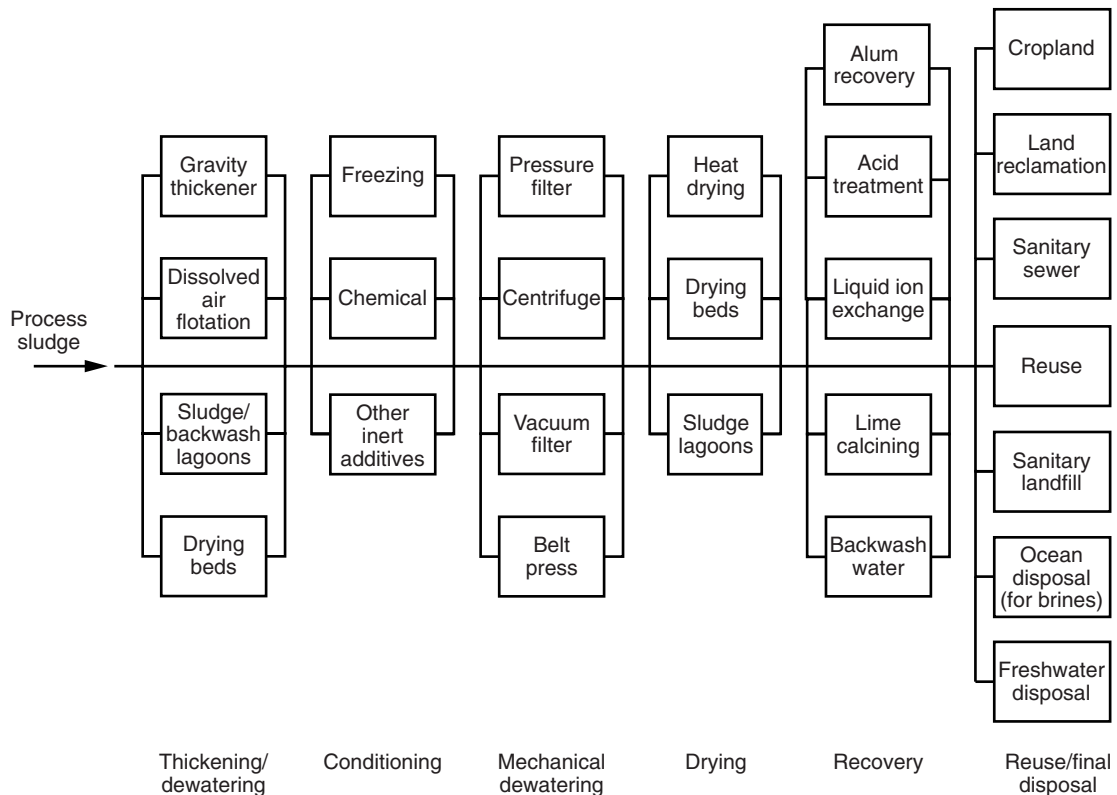 Process
sludge
Gravity
thickener
Dissolved
air
flotation
Sludge/
backwash
lagoons
Drying
beds
Thickening/
dewatering
Freezing
Chemical
Other
inert
additives
Conditioning
Pressure
filter
Centrifuge
Vacuum
filter
Belt
press
Mechanical
dewatering
Heat
drying
Drying
beds
Sludge
lagoons
Drying
Alum
recovery
Acid
treatment
Liquid ion
exchange
Lime
calcining
Backwash
water
Recovery
Cropland
Land
reclamation
Sanitary
sewer
Reuse
Sanitary
landfill
Ocean
disposal
(for brines)
Freshwater
disposal
Reuse/final
disposal